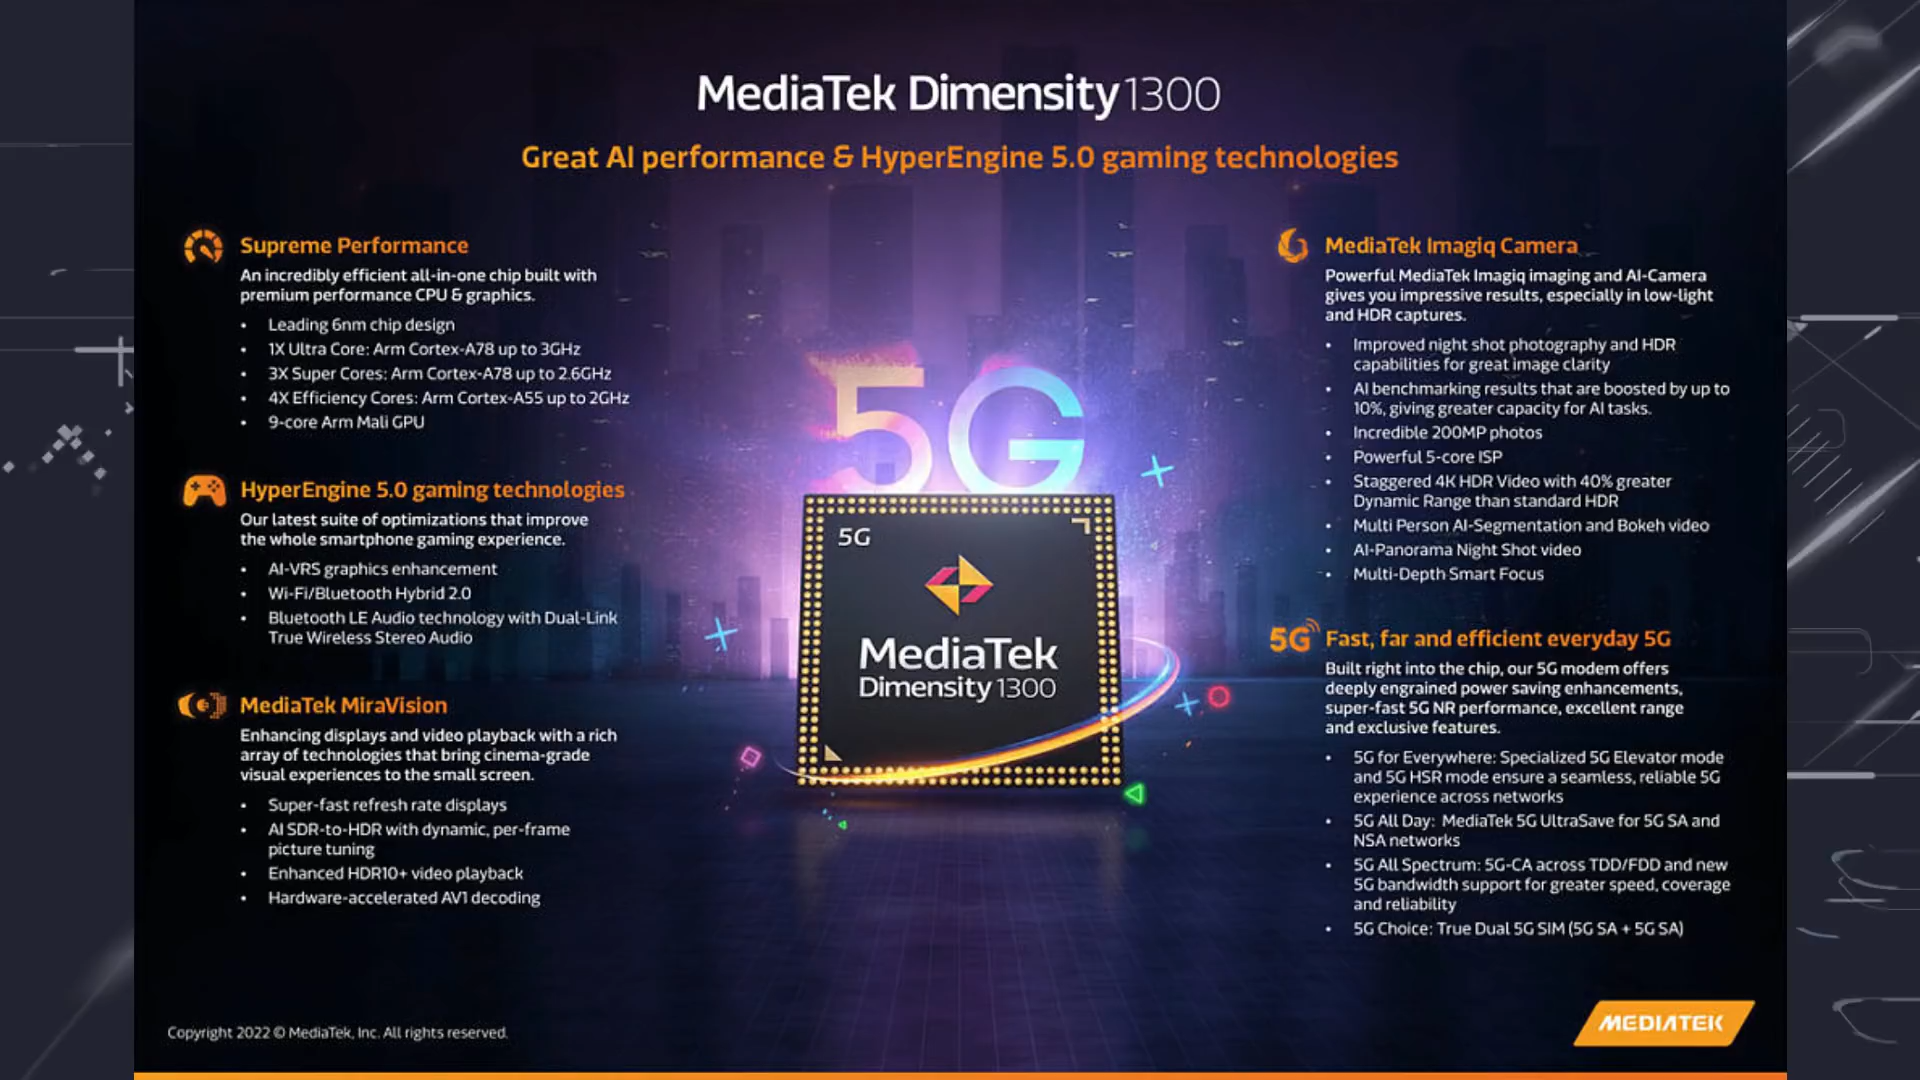 MediaTek Dimensity 1300
Great AI performance & HyperEngine 5.0 gaming technologies
Supreme Performance
An incredibly efficient all-in-one chip built with
premium performance CPU & graphics.
• Leading 6nm chip design
• 1X Ultra Core: Arm Cortex-A78 up to 3GHz
• 3X Super Cores: Arm Cortex-A78 up to 2.6GHz
• 4X Efficiency Cores: Arm Cortex-A55 up to 2GHz
• 9-core Arm Mali GPU
HyperEngine 5.0 gaming technologies
Our latest suite of optimizations that improve
the whole smartphone gaming experience.
• AI-VRS graphics enhancement
• Wi-Fi/Bluetooth Hybrid 2.0
• Bluetooth LE Audio technology with Dual-Link
True Wireless Stereo Audio
MediaTek MiraVision
Enhancing displays and video playback with a rich
array of technologies that bring cinema-grade
visual experiences to the small screen.
• Super-fast refresh rate displays
• AI SDR-to-HDR with dynamic, per-frame
picture tuning
• Enhanced HDR10+ video playback
• Hardware-accelerated AV1 decoding
5G
5G
MediaTek
Dimensity 1300
MediaTek Imagiq Camera
Powerful MediaTek Imagiq imaging and AI-Camera
gives you impressive results, especially in low-light
and HDR captures.
• Improved night shot photography and HDR
capabilities for great image clarity
• AI benchmarking results that are boosted by up to
10%, giving greater capacity for AI tasks.
• Incredible 200MP photos
• Powerful 5-core ISP
• Staggered 4K HDR Video with 40% greater
Dynamic Range than standard HDR
• Multi Person AI-Segmentation and Bokeh video
• AI-Panorama Night Shot video
• Multi-Depth Smart Focus
5G Fast, far and efficient everyday 5G
Built right into the chip, our 5G modem offers
deeply engrained power saving enhancements,
super-fast 5G NR performance, excellent range
and exclusive features.
• 5G for Everywhere: Specialized 5G Elevator mode
and 5G HSR mode ensure a seamless, reliable 5G
experience across networks
• 5G All Day: MediaTek 5G UltraSave for 5G SA and
NSA networks
• 5G All Spectrum: 5G-CA across TDD/FDD and new
5G bandwidth support for greater speed, coverage
and reliability
• 5G Choice: True Dual 5G SIM (5G SA + 5G SA)
Copyright 2022 © MediaTek, Inc. All rights reserved.
MEDIATEK